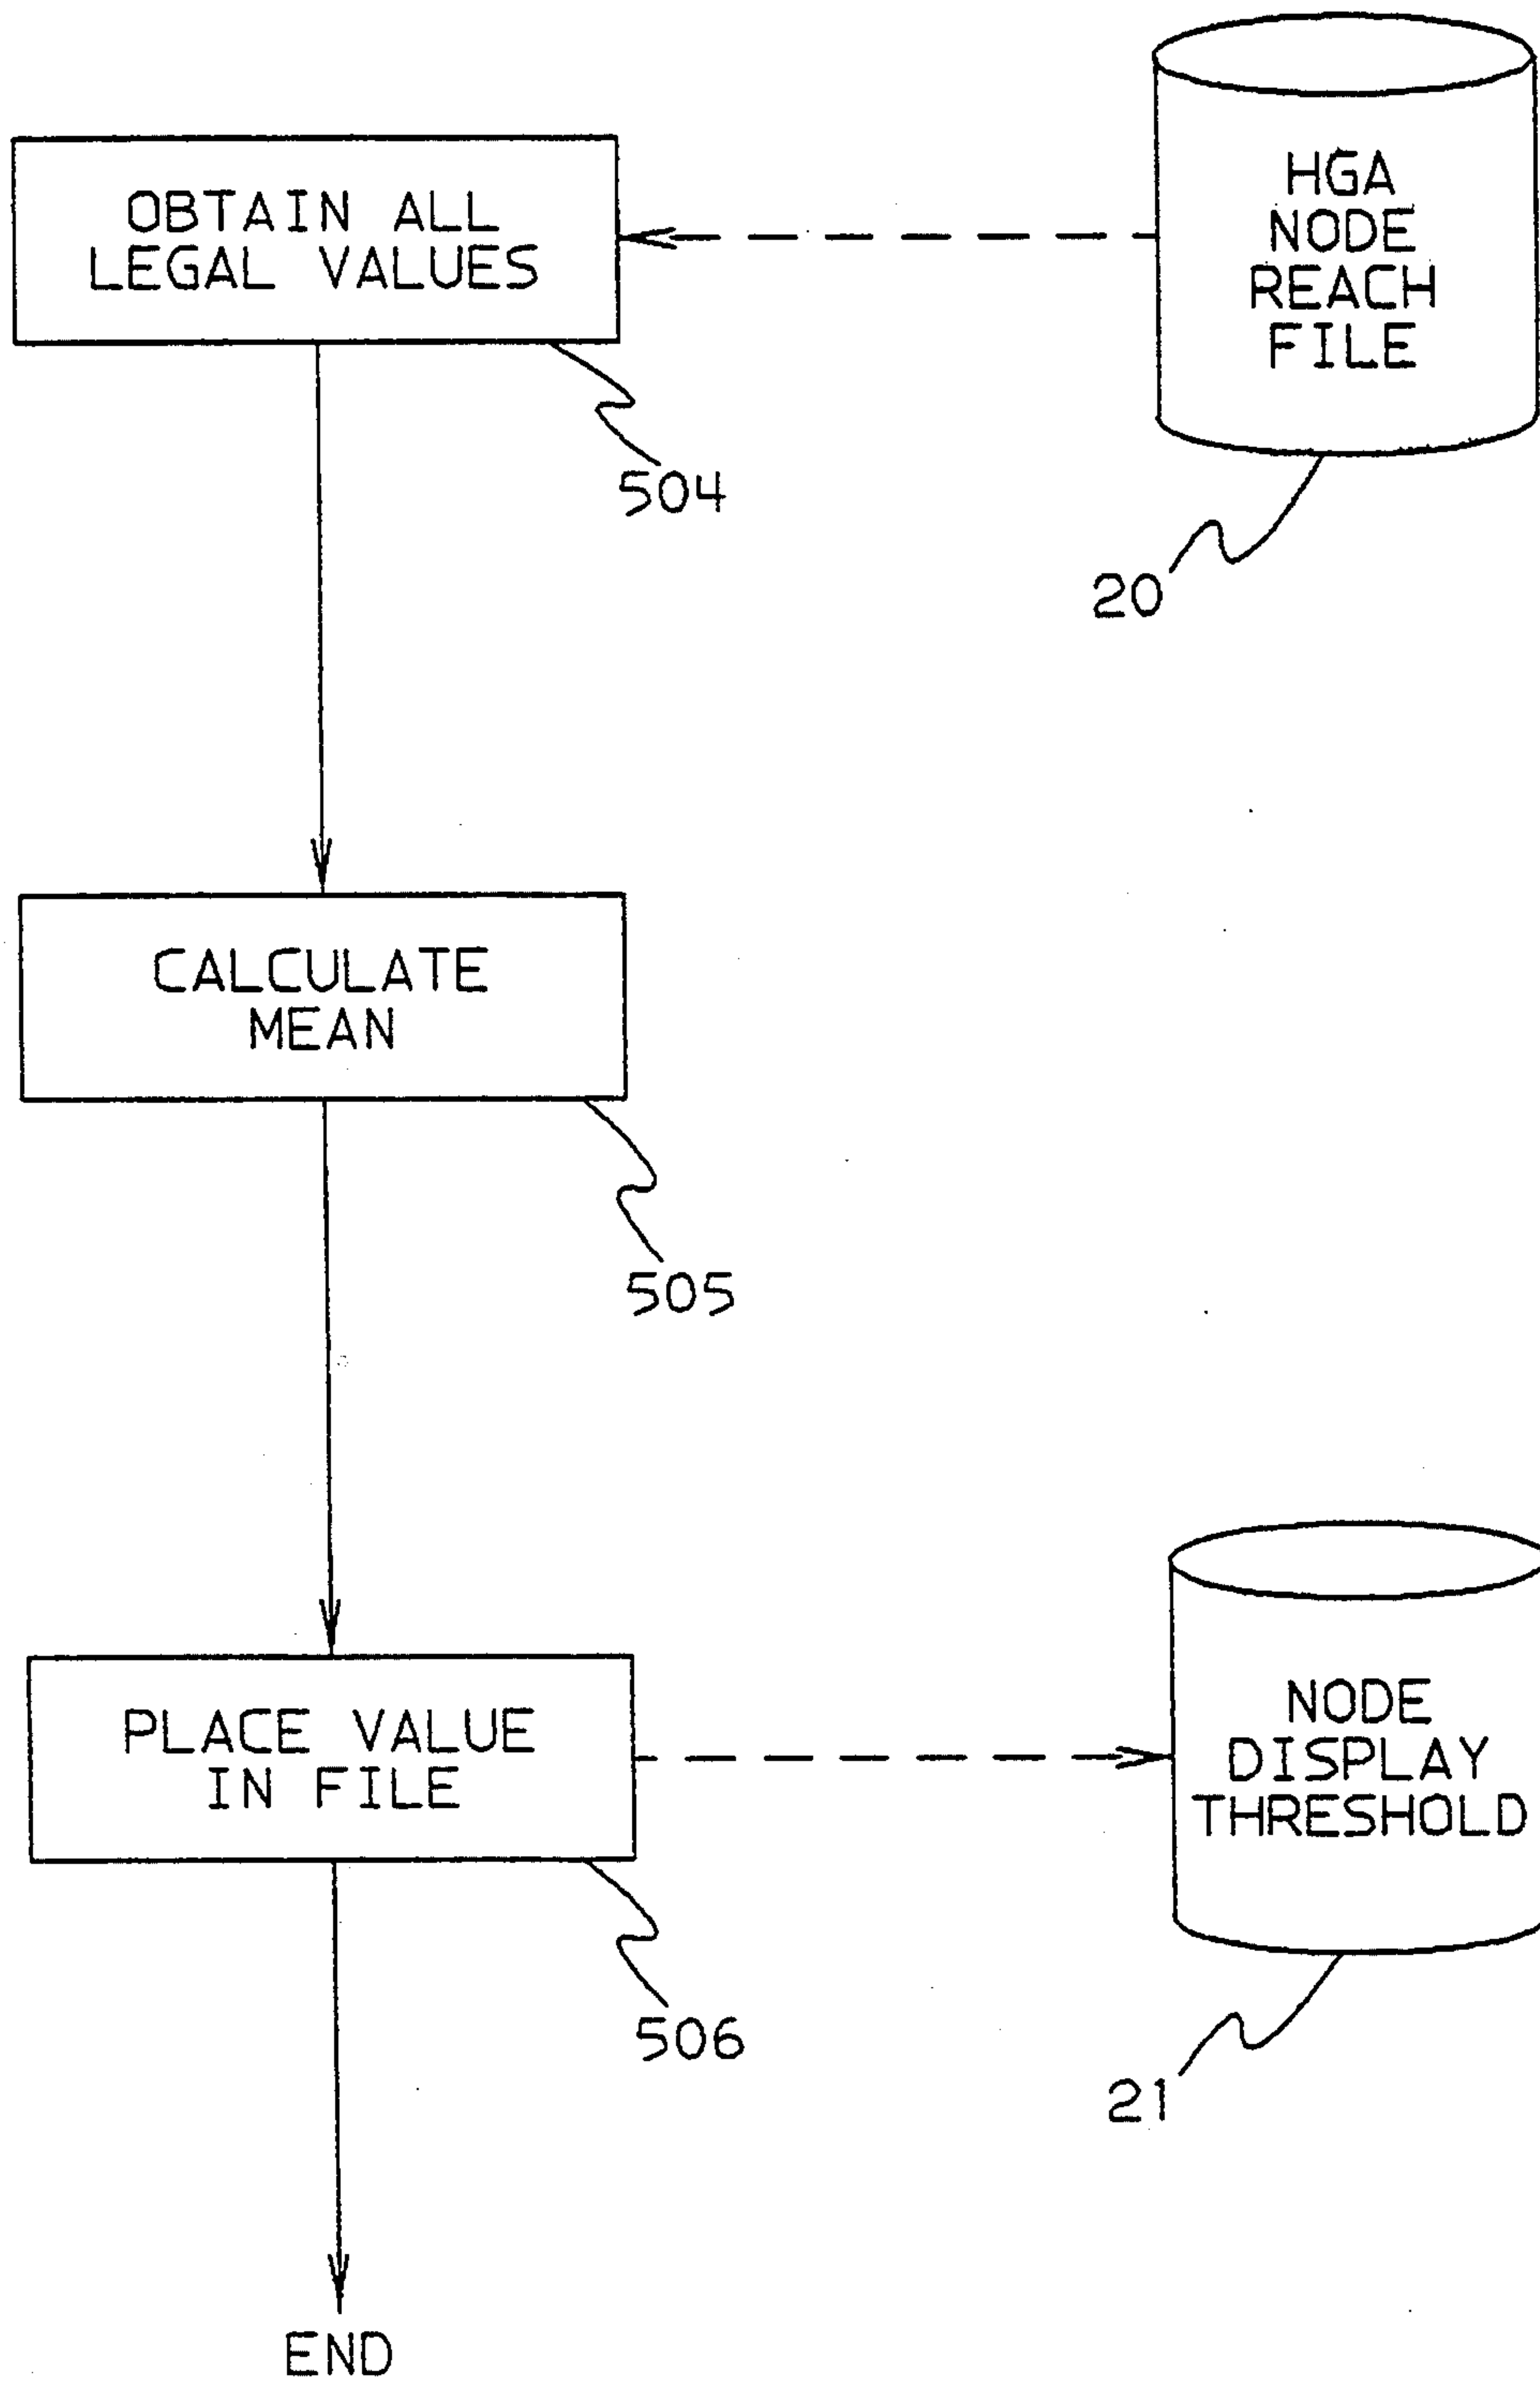 OBTAIN ALL
LEGAL VALUES
HGA
NODE
REACH
FILE
504
20
CALCULATE
MEAN
505
PLACE VALUE
IN FILE
NODE
DISPLAY
THRESHOLD
506
21
END